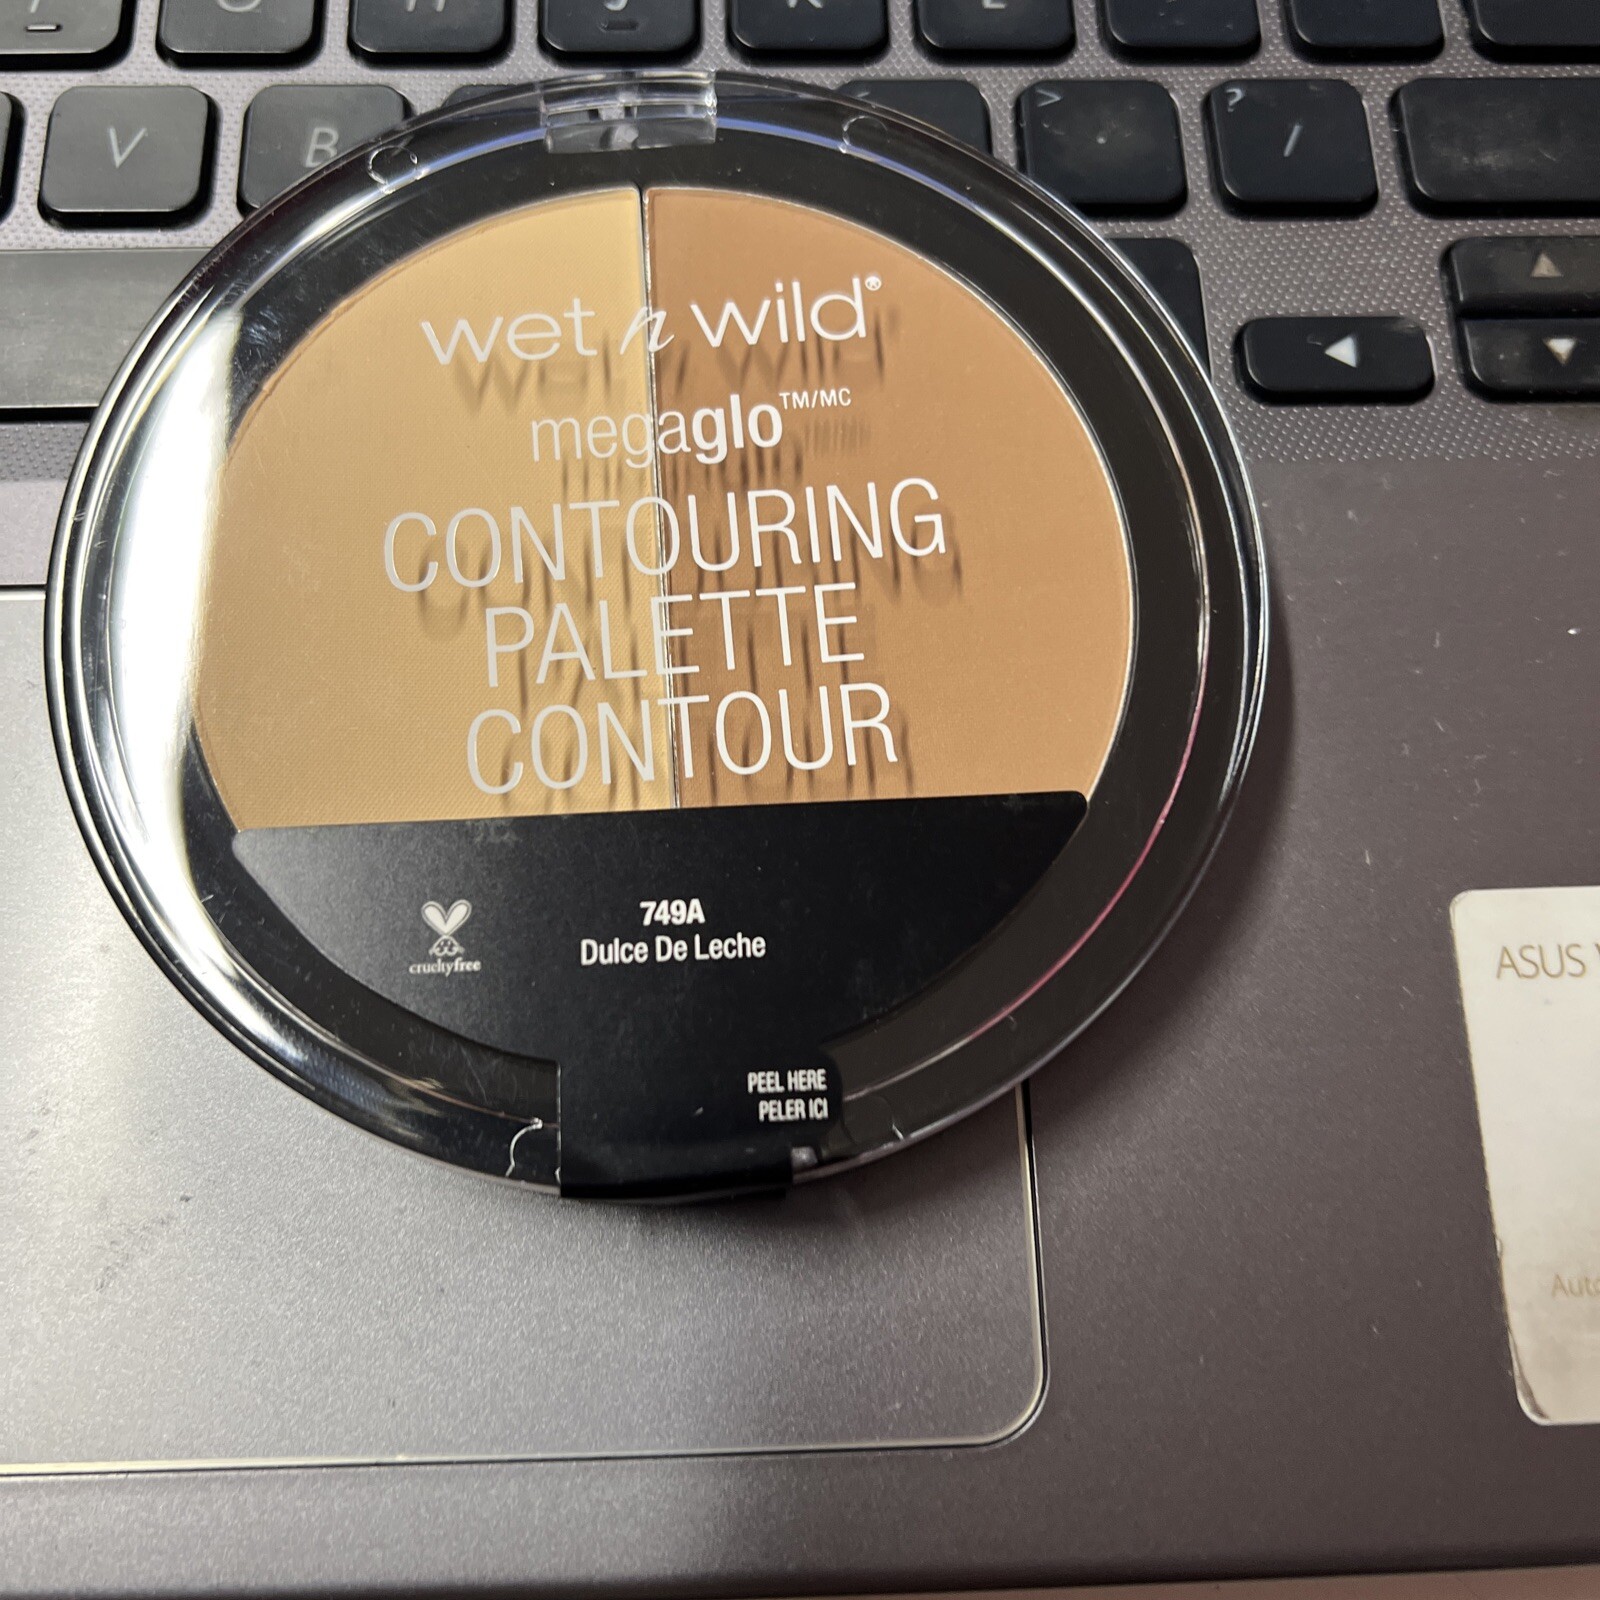 V
B
>
?
/
wet n wild®
megaglo™/MC
CONTOURING
PALETTE
CONTOUR
749A
Dulce De Leche
crueltyfree
PEEL HERE
PELER ICI
ASUS